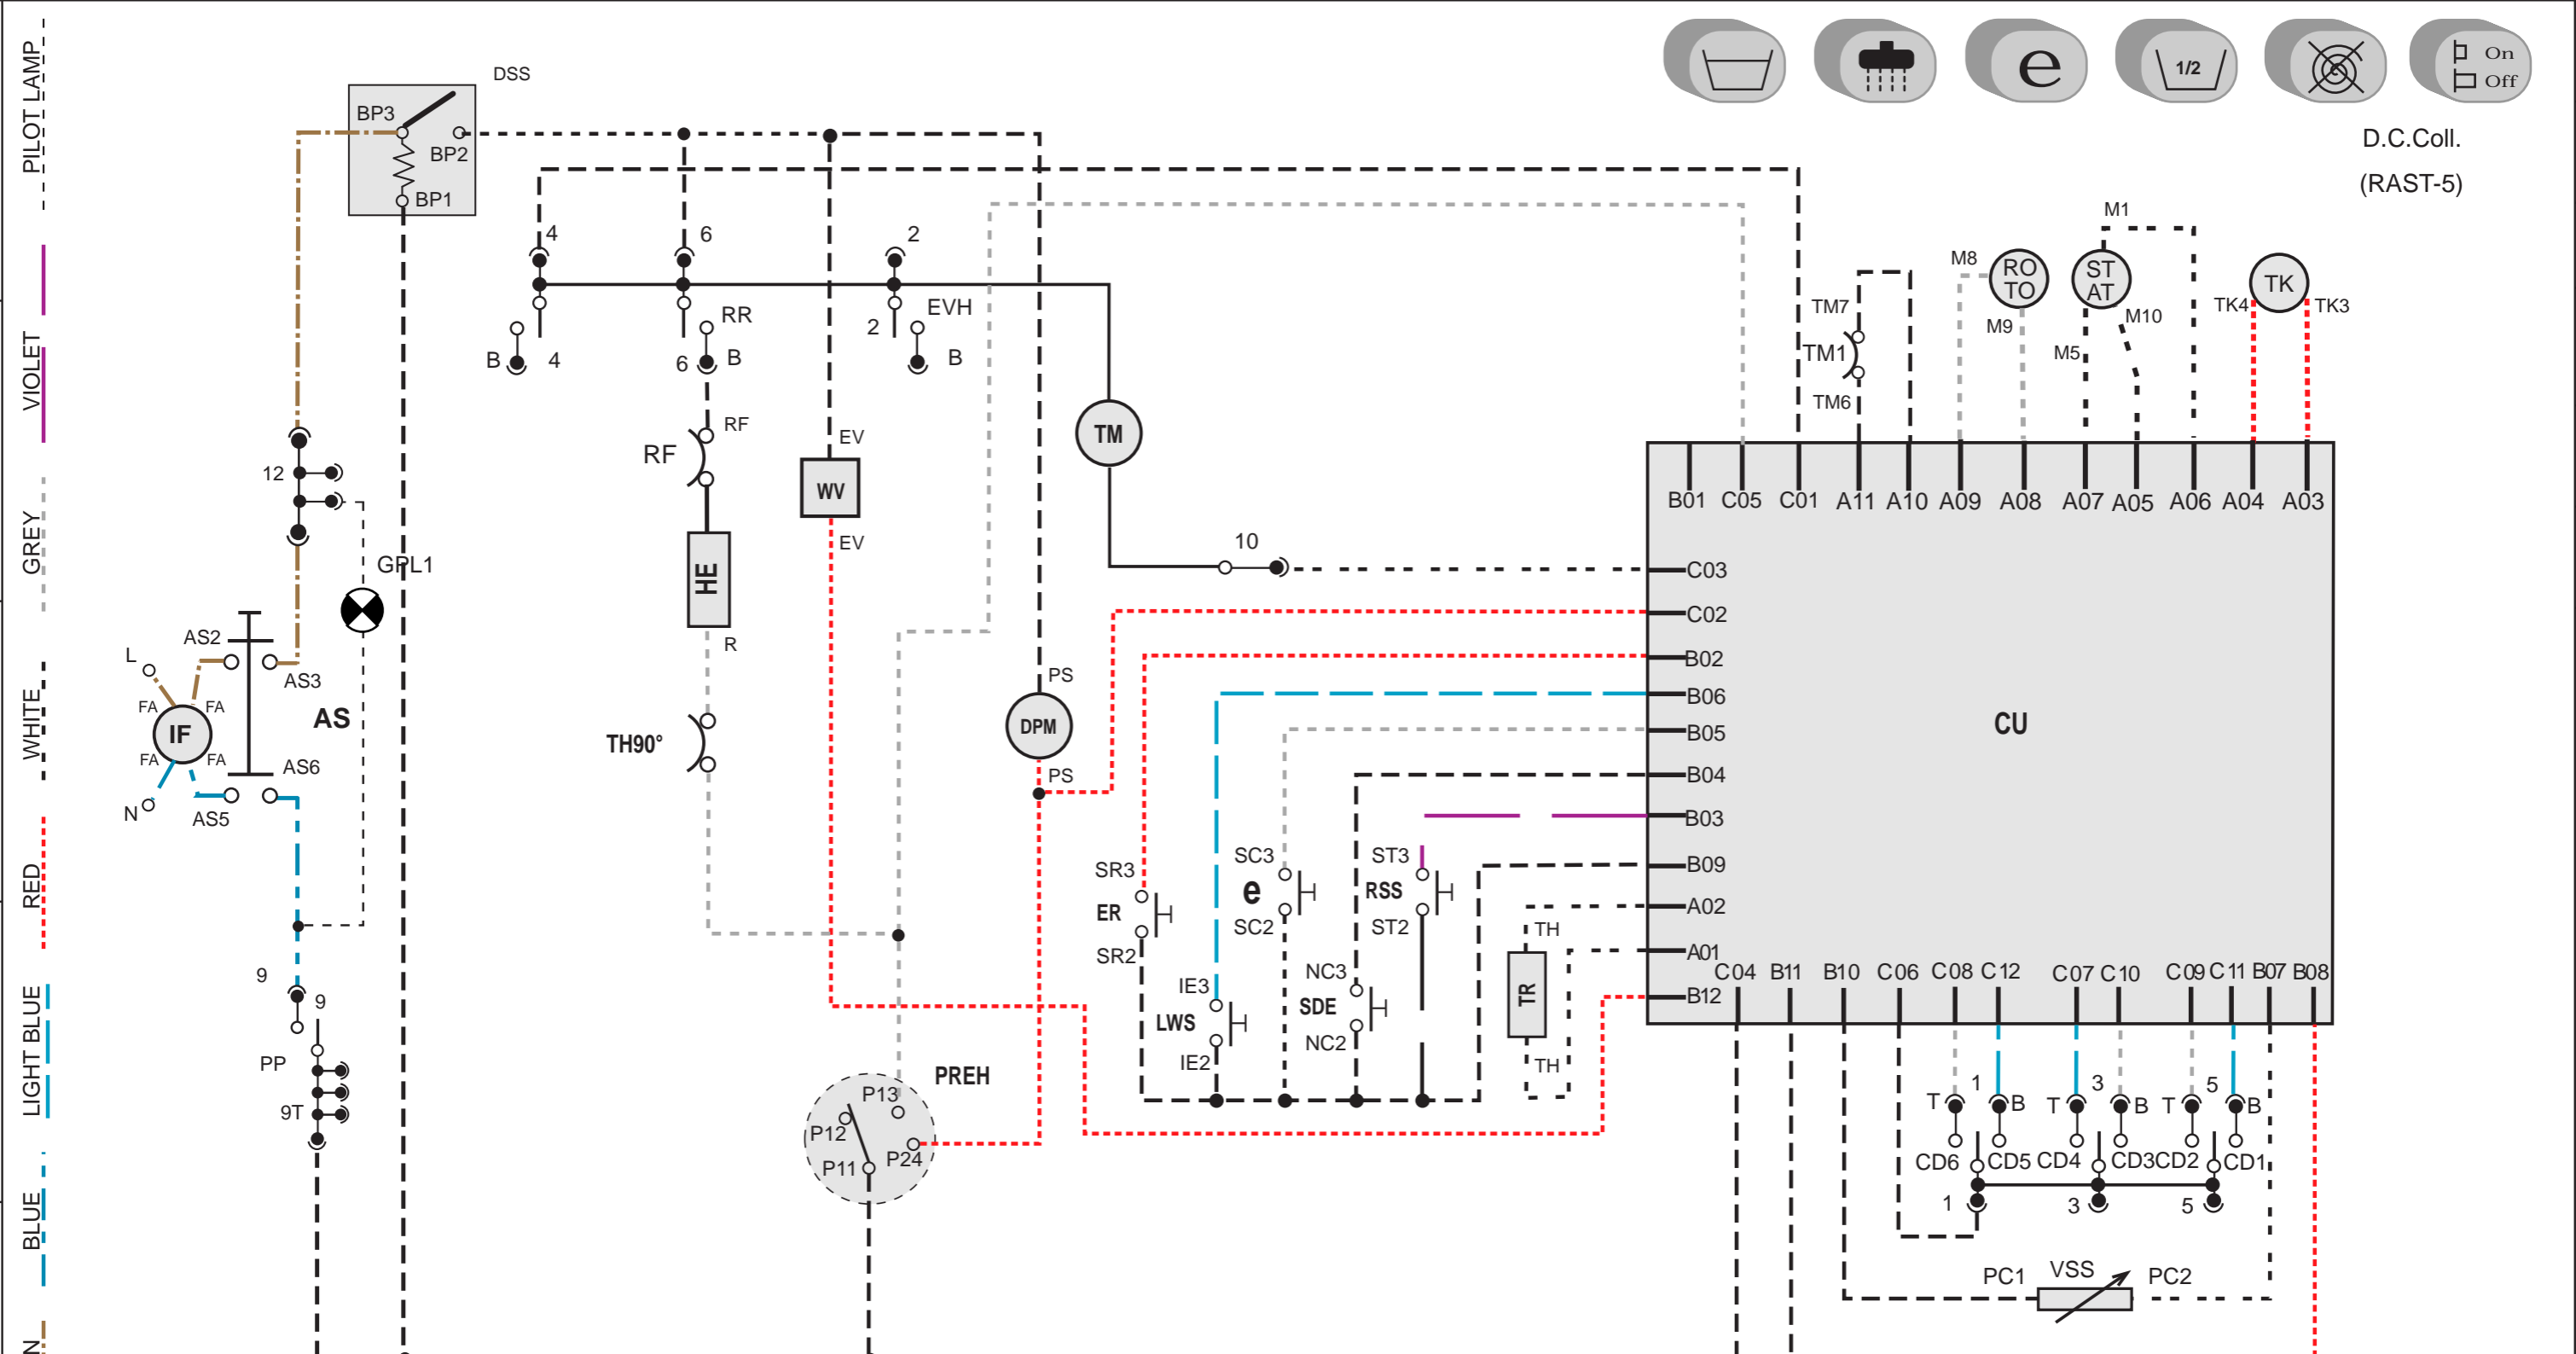 PILOT LAMP
VIOLET
GREY
WHITE
RED
LIGHT BLUE
BLUE
N
DSS
BP3
BP2
BP1
e
1/2
On
Off
D.C.Coll.
(RAST-5)
4
6
2
RR
EVH
2
B
4
6
B
B
RF
RF
EV
WV
EV
HE
R
TH90°
TM
10
12
GPL1
L
AS2
AS3
FA
FA
IF
AS
FA
FA
N
AS5
AS6
9
9
PP
9T
PS
DPM
PS
PREH
P13
P12
P24
P11
M1
M8
RO
TO
ST
AT
TK
M9
M10
M5
TK4
TK3
TM7
TM1
TM6
B01
C05
C01
A11
A10
A09
A08
A07
A05
A06
A04
A03
C03
C02
B02
B06
B05
B04
B03
B09
A02
A01
B12
CU
C04
B11
B10
C06
C08
C12
C07
C10
C09
C11
B07
B08
SR3
ER
SR2
SC3
e
SC2
ST3
RSS
ST2
IE3
LWS
IE2
NC3
SDE
NC2
TH
TR
TH
T
1
B
T
3
B
T
5
B
CD6
CD5
CD4
CD3
CD2
CD1
1
3
5
PC1
VSS
PC2